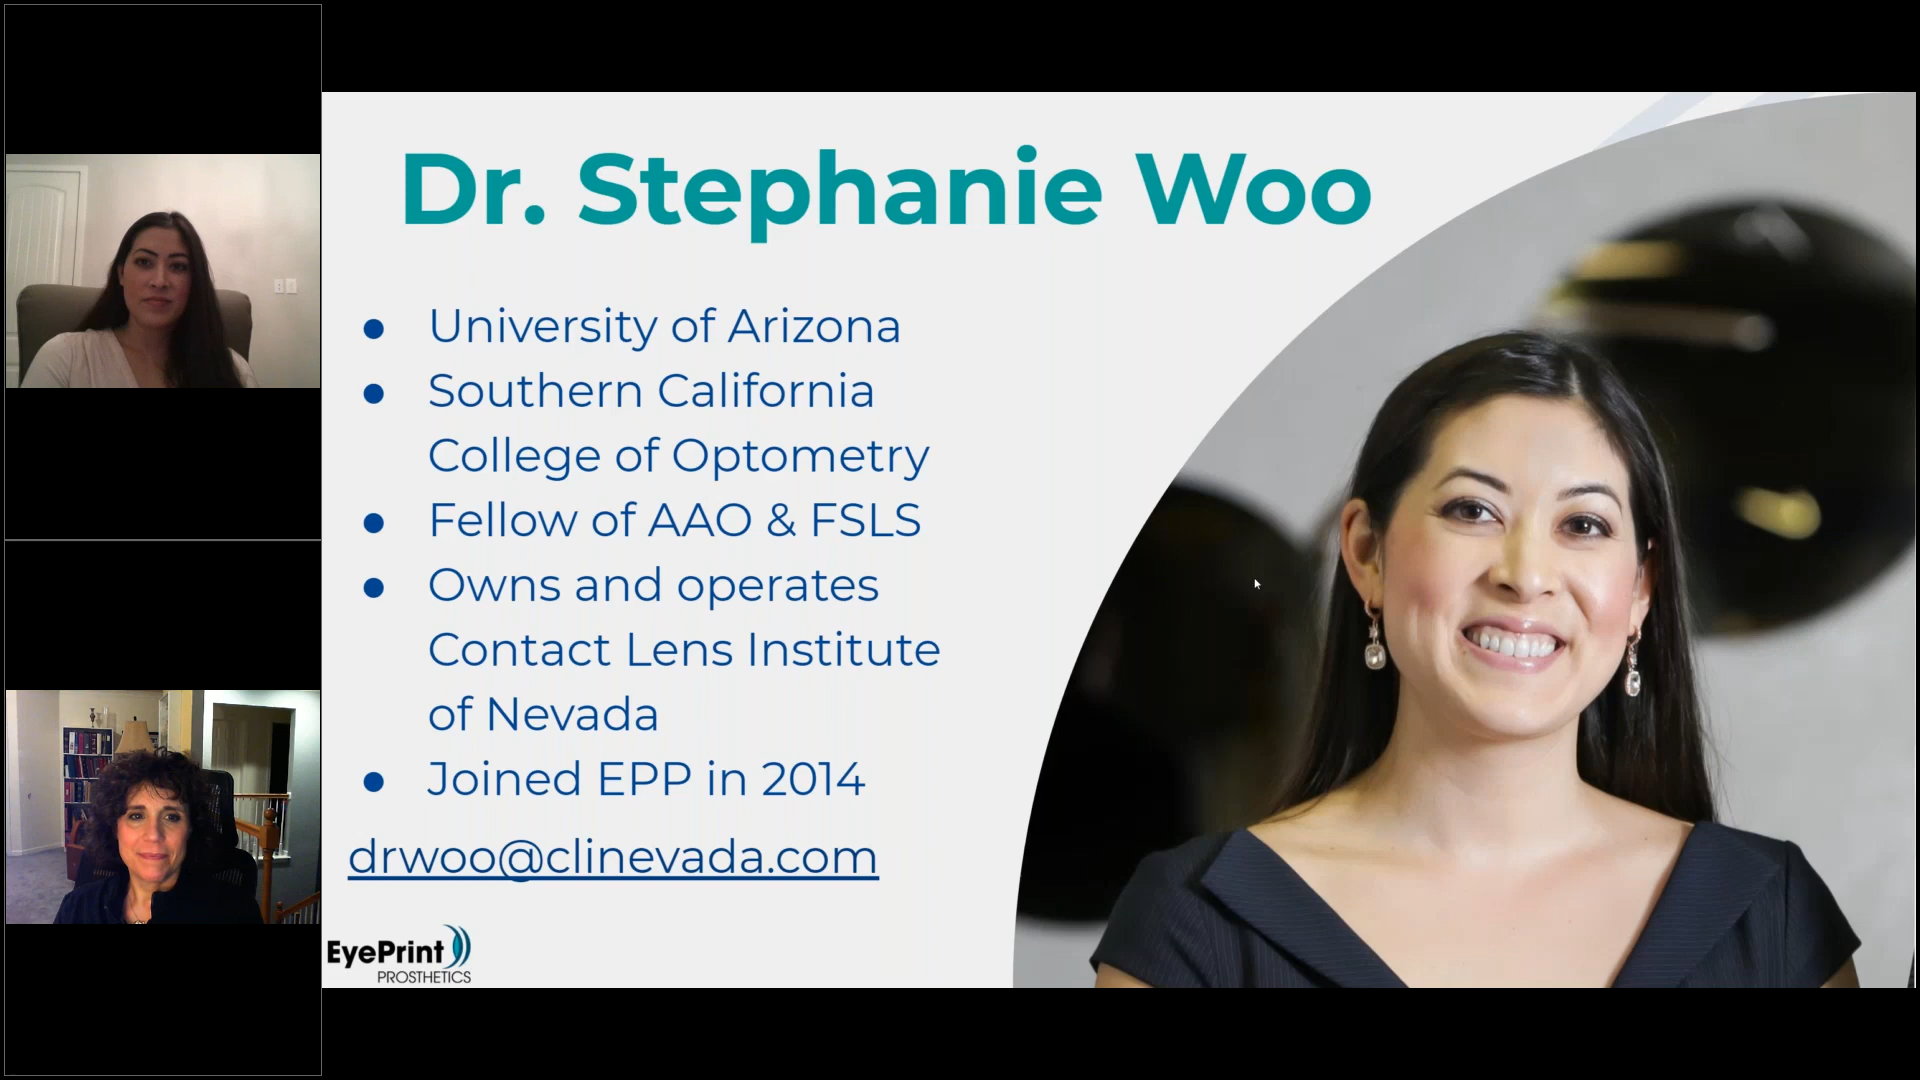 Dr. Stephanie Woo
● University of Arizona
● Southern California
College of Optometry
● Fellow of AAO & FSLS
● Owns and operates
Contact Lens Institute
of Nevada
● Joined EPP in 2014
drwoo@clinevada.com
EyePrint
PROSTHETICS